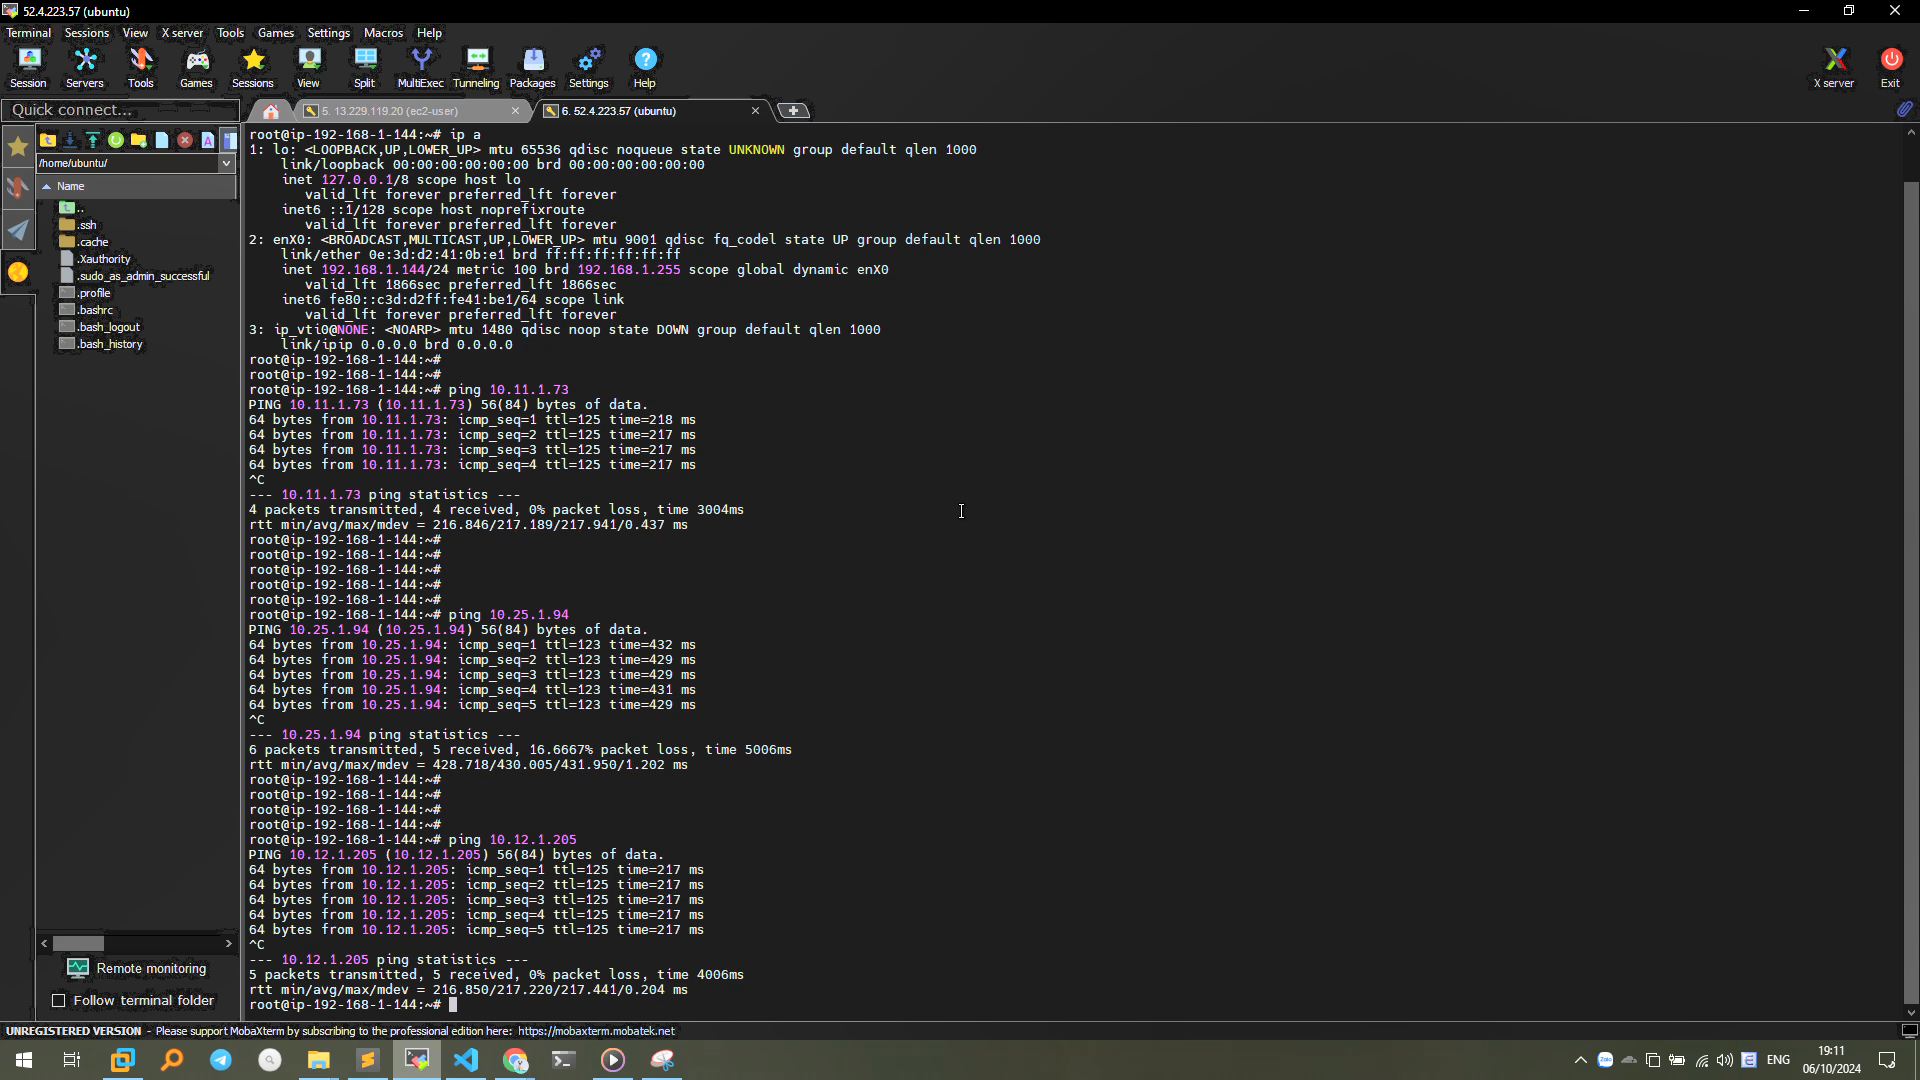 52.4.223.57 (ubuntu)
Terminal Sessions View X server Tools Games Settings Macros Help
Session Servers Tools Games Sessions View Split MultiExec Tunneling Packages Settings Help X server Exit
Quick connect...
5. 13.229.119.20 (ec2-user)
6. 52.4.223.57 (ubuntu)
/home/ubuntu/
Name
..
.ssh
.cache
.Xauthority
.sudo_as_admin_successful
.profile
.bashrc
.bash_logout
.bash_history
Remote monitoring
Follow terminal folder
root@ip-192-168-1-144:~# ip a
1: lo: <LOOPBACK,UP,LOWER_UP> mtu 65536 qdisc noqueue state UNKNOWN group default qlen 1000
link/loopback 00:00:00:00:00:00 brd 00:00:00:00:00:00
inet 127.0.0.1/8 scope host lo
valid_lft forever preferred_lft forever
inet6 ::1/128 scope host noprefixroute
valid_lft forever preferred_lft forever
2: enX0: <BROADCAST,MULTICAST,UP,LOWER_UP> mtu 9001 qdisc fq_codel state UP group default qlen 1000
link/ether 0e:3d:d2:41:0b:e1 brd ff:ff:ff:ff:ff:ff
inet 192.168.1.144/24 metric 100 brd 192.168.1.255 scope global dynamic enX0
valid_lft 1866sec preferred_lft 1866sec
inet6 fe80::c3d:d2ff:fe41:be1/64 scope link
valid_lft forever preferred_lft forever
3: ip_vti0@NONE: <NOARP> mtu 1480 qdisc noop state DOWN group default qlen 1000
link/ipip 0.0.0.0 brd 0.0.0.0
root@ip-192-168-1-144:~#
root@ip-192-168-1-144:~#
root@ip-192-168-1-144:~# ping 10.11.1.73
PING 10.11.1.73 (10.11.1.73) 56(84) bytes of data.
64 bytes from 10.11.1.73: icmp_seq=1 ttl=125 time=218 ms
64 bytes from 10.11.1.73: icmp_seq=2 ttl=125 time=217 ms
64 bytes from 10.11.1.73: icmp_seq=3 ttl=125 time=217 ms
64 bytes from 10.11.1.73: icmp_seq=4 ttl=125 time=217 ms
^C
--- 10.11.1.73 ping statistics ---
4 packets transmitted, 4 received, 0% packet loss, time 3004ms
rtt min/avg/max/mdev = 216.846/217.189/217.941/0.437 ms
root@ip-192-168-1-144:~#
root@ip-192-168-1-144:~#
root@ip-192-168-1-144:~#
root@ip-192-168-1-144:~#
root@ip-192-168-1-144:~#
root@ip-192-168-1-144:~# ping 10.25.1.94
PING 10.25.1.94 (10.25.1.94) 56(84) bytes of data.
64 bytes from 10.25.1.94: icmp_seq=1 ttl=123 time=432 ms
64 bytes from 10.25.1.94: icmp_seq=2 ttl=123 time=429 ms
64 bytes from 10.25.1.94: icmp_seq=3 ttl=123 time=429 ms
64 bytes from 10.25.1.94: icmp_seq=4 ttl=123 time=431 ms
64 bytes from 10.25.1.94: icmp_seq=5 ttl=123 time=429 ms
^C
--- 10.25.1.94 ping statistics ---
6 packets transmitted, 5 received, 16.6667% packet loss, time 5006ms
rtt min/avg/max/mdev = 428.718/430.005/431.950/1.202 ms
root@ip-192-168-1-144:~#
root@ip-192-168-1-144:~#
root@ip-192-168-1-144:~#
root@ip-192-168-1-144:~#
root@ip-192-168-1-144:~# ping 10.12.1.205
PING 10.12.1.205 (10.12.1.205) 56(84) bytes of data.
64 bytes from 10.12.1.205: icmp_seq=1 ttl=125 time=217 ms
64 bytes from 10.12.1.205: icmp_seq=2 ttl=125 time=217 ms
64 bytes from 10.12.1.205: icmp_seq=3 ttl=125 time=217 ms
64 bytes from 10.12.1.205: icmp_seq=4 ttl=125 time=217 ms
64 bytes from 10.12.1.205: icmp_seq=5 ttl=125 time=217 ms
^C
--- 10.12.1.205 ping statistics ---
5 packets transmitted, 5 received, 0% packet loss, time 4006ms
rtt min/avg/max/mdev = 216.850/217.220/217.441/0.204 ms
root@ip-192-168-1-144:~#
UNREGISTERED VERSION - Please support MobaXterm by subscribing to the professional edition here: https://mobaxterm.mobatek.net
ENG
19:11
06/10/2024